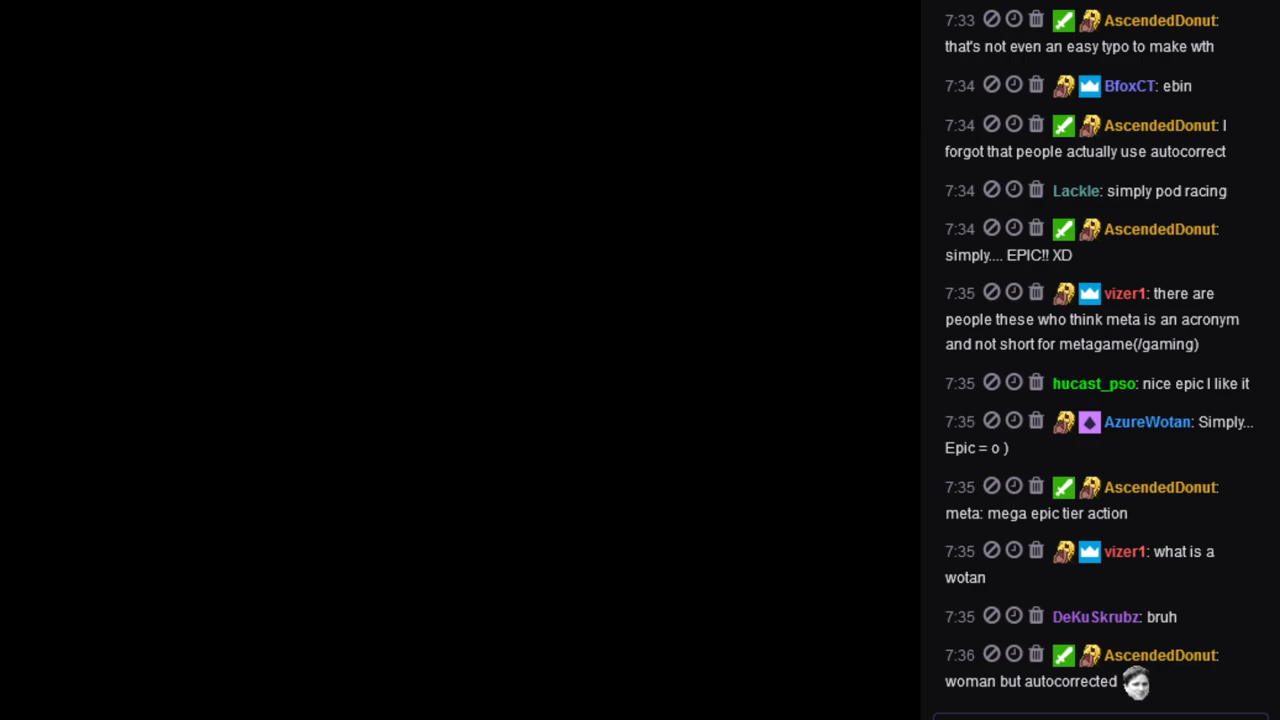 7:33 AscendedDonut:
that's not even an easy typo to make wth
7:34 BfoxCT: ebin
7:34 AscendedDonut: I
forgot that people actually use autocorrect
7:34 Lackle: simply pod racing
7:34 AscendedDonut:
simply.... EPIC!! XD
7:35 vizer1: there are
people these who think meta is an acronym
and not short for metagame(/gaming)
7:35 hucast_pso: nice epic I like it
7:35 AzureWotan: Simply...
Epic = o )
7:35 AscendedDonut:
meta: mega epic tier action
7:35 vizer1: what is a
wotan
7:35 DeKuSkrubz: bruh
7:36 AscendedDonut:
woman but autocorrected